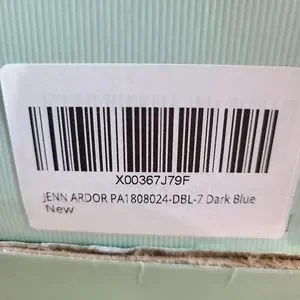 X00367J79F
JENN ARDOR PA1808024-DBL-7 Dark Blue
New